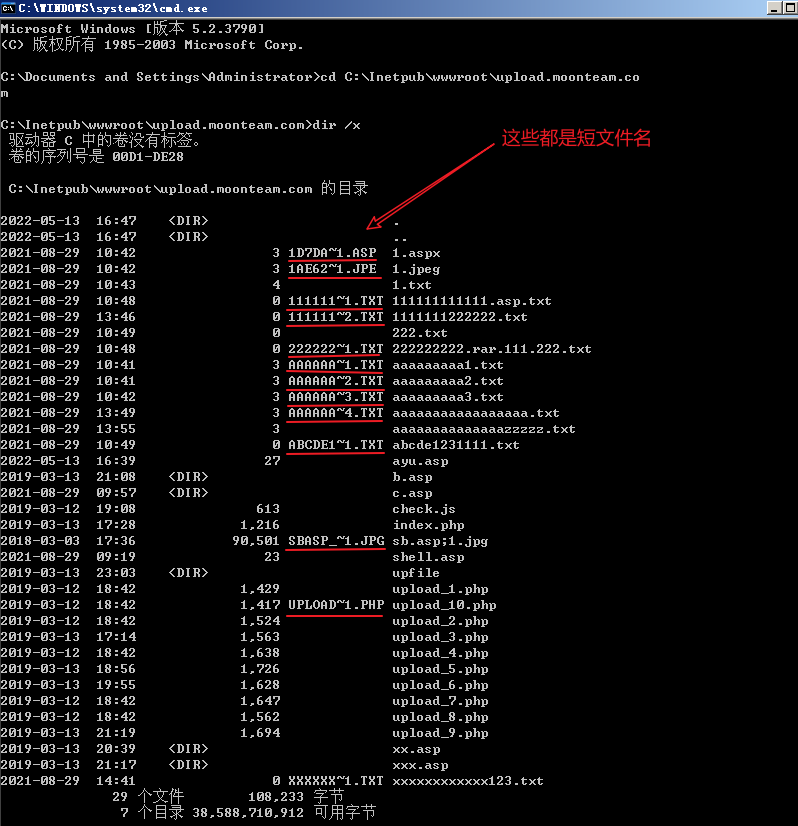 C:\WINDOWS\system32\cmd.exe
Microsoft Windows [版本 5.2.3790]
(C) 版权所有 1985-2003 Microsoft Corp.
C:\Documents and Settings\Administrator>cd C:\Inetpub\wwwroot\upload.moonteam.co
m
C:\Inetpub\wwwroot\upload.moonteam.com>dir /x
驱动器 C 中的卷没有标签。
卷的序列号是 00D1-DE28
这些都是短文件名
C:\Inetpub\wwwroot\upload.moonteam.com 的目录
2022-05-13 16:47 <DIR> .
2022-05-13 16:47 <DIR> ..
2021-08-29 10:42 3 1D7DA~1.ASP 1.aspx
2021-08-29 10:42 3 1AE62~1.JPE 1.jpeg
2021-08-29 10:43 4 1.txt
2021-08-29 10:48 0 111111~1.TXT 111111111111.asp.txt
2021-08-29 13:46 0 111111~2.TXT 1111111222222.txt
2021-08-29 10:49 0 222.txt
2021-08-29 10:48 0 222222~1.TXT 222222222.rar.111.222.txt
2021-08-29 10:41 3 AAAAAA~1.TXT aaaaaaaaa1.txt
2021-08-29 10:41 3 AAAAAA~2.TXT aaaaaaaaa2.txt
2021-08-29 10:42 3 AAAAAA~3.TXT aaaaaaaaa3.txt
2021-08-29 13:49 3 AAAAAA~4.TXT aaaaaaaaaaaaaaaaa.txt
2021-08-29 13:55 3 aaaaaaaaaaaaaazzzzz.txt
2021-08-29 10:49 0 ABCDE1~1.TXT abcde1231111.txt
2022-05-13 16:39 27 ayu.asp
2019-03-13 21:08 <DIR> b.asp
2021-08-29 09:57 <DIR> c.asp
2019-03-12 19:08 613 check.js
2019-03-13 17:28 1,216 index.php
2018-03-03 17:36 90,501 SBASP_~1.JPG sb.asp;1.jpg
2021-08-29 09:19 23 shell.asp
2019-03-13 23:03 <DIR> upfile
2019-03-12 18:42 1,429 upload_1.php
2019-03-12 18:42 1,417 UPLOAD~1.PHP upload_10.php
2019-03-12 18:42 1,524 upload_2.php
2019-03-13 17:14 1,563 upload_3.php
2019-03-12 18:42 1,638 upload_4.php
2019-03-13 18:56 1,726 upload_5.php
2019-03-13 19:55 1,628 upload_6.php
2019-03-12 18:42 1,647 upload_7.php
2019-03-12 18:42 1,562 upload_8.php
2019-03-13 21:19 1,694 upload_9.php
2019-03-13 20:39 <DIR> xx.asp
2019-03-13 21:17 <DIR> xxx.asp
2021-08-29 14:41 0 XXXXXX~1.TXT xxxxxxxxxxxx123.txt
29 个文件 108,233 字节
7 个目录 38,588,710,912 可用字节